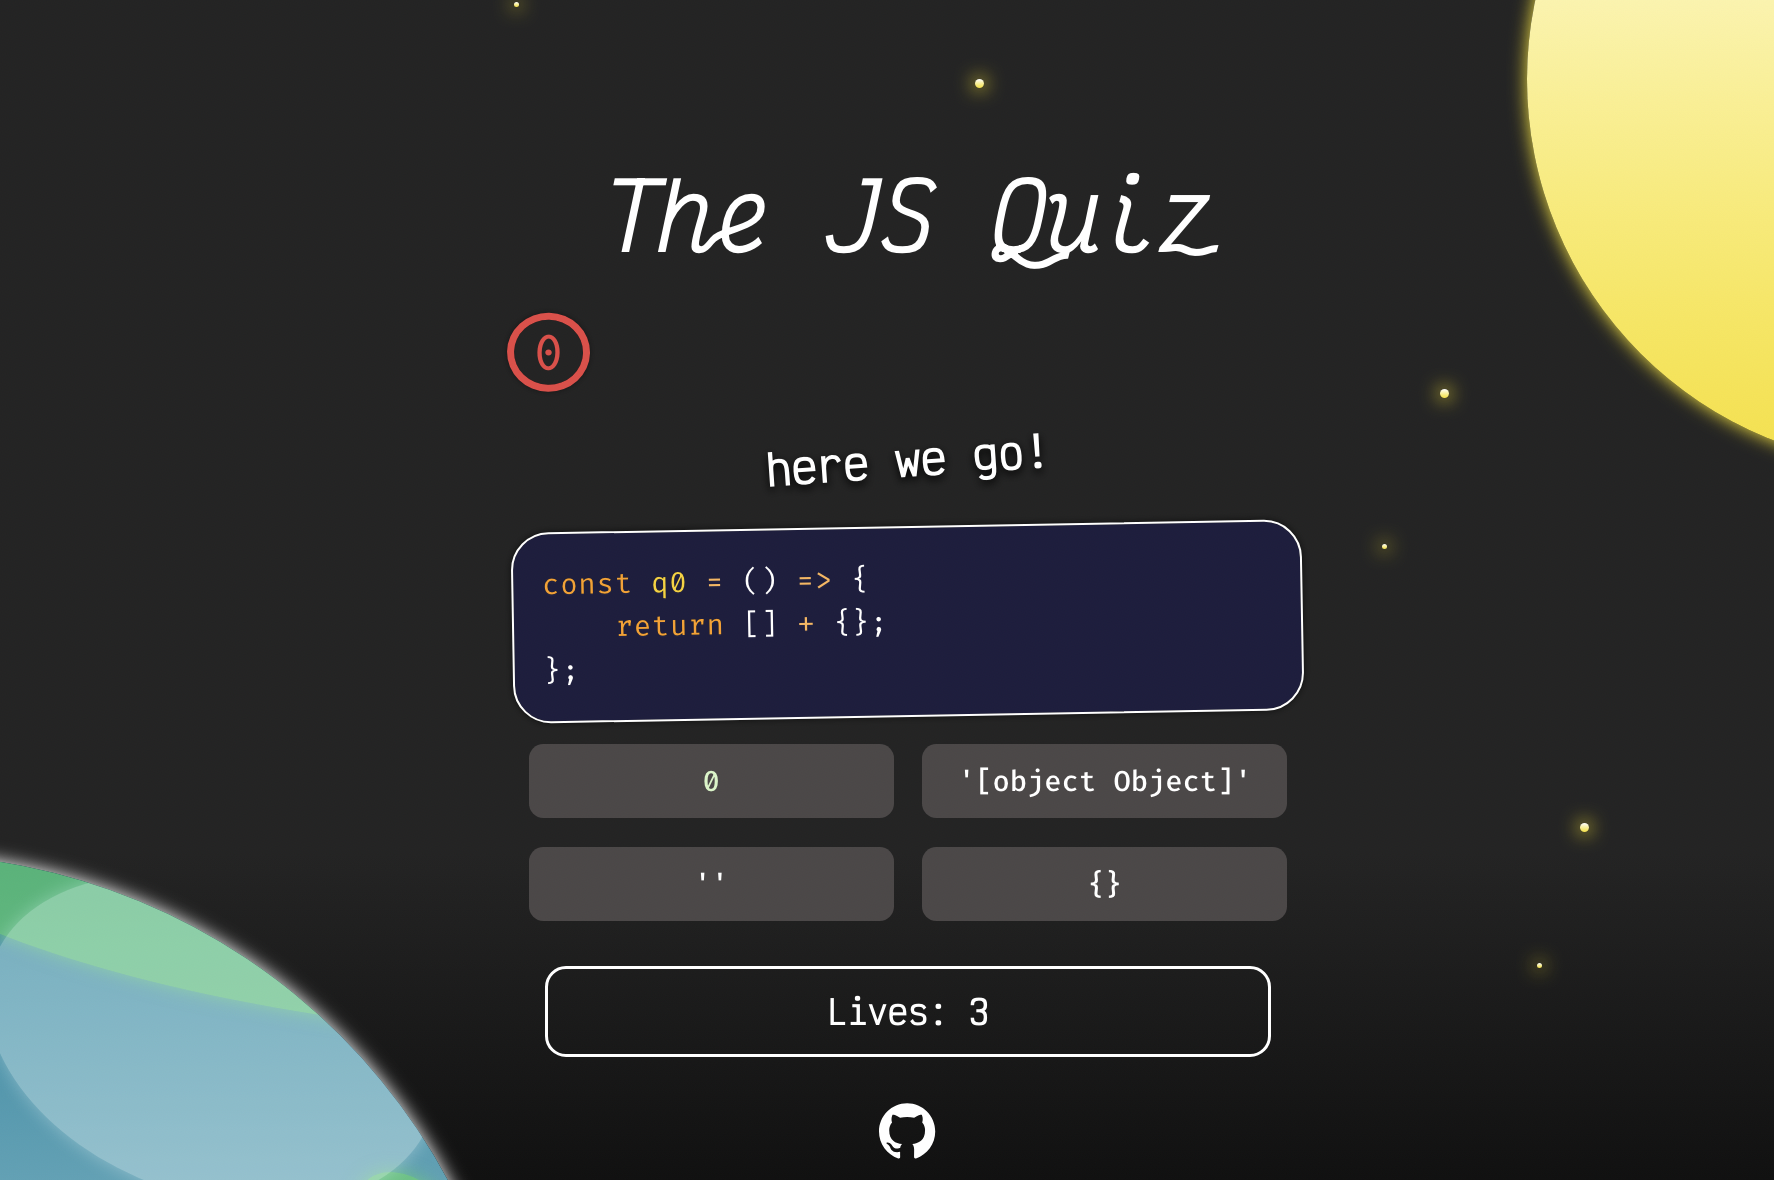 The JS Quiz
0
here we go!
const q0 = () => {
    return [] + {};
};
0
'[object Object]'
''
{}
Lives: 3